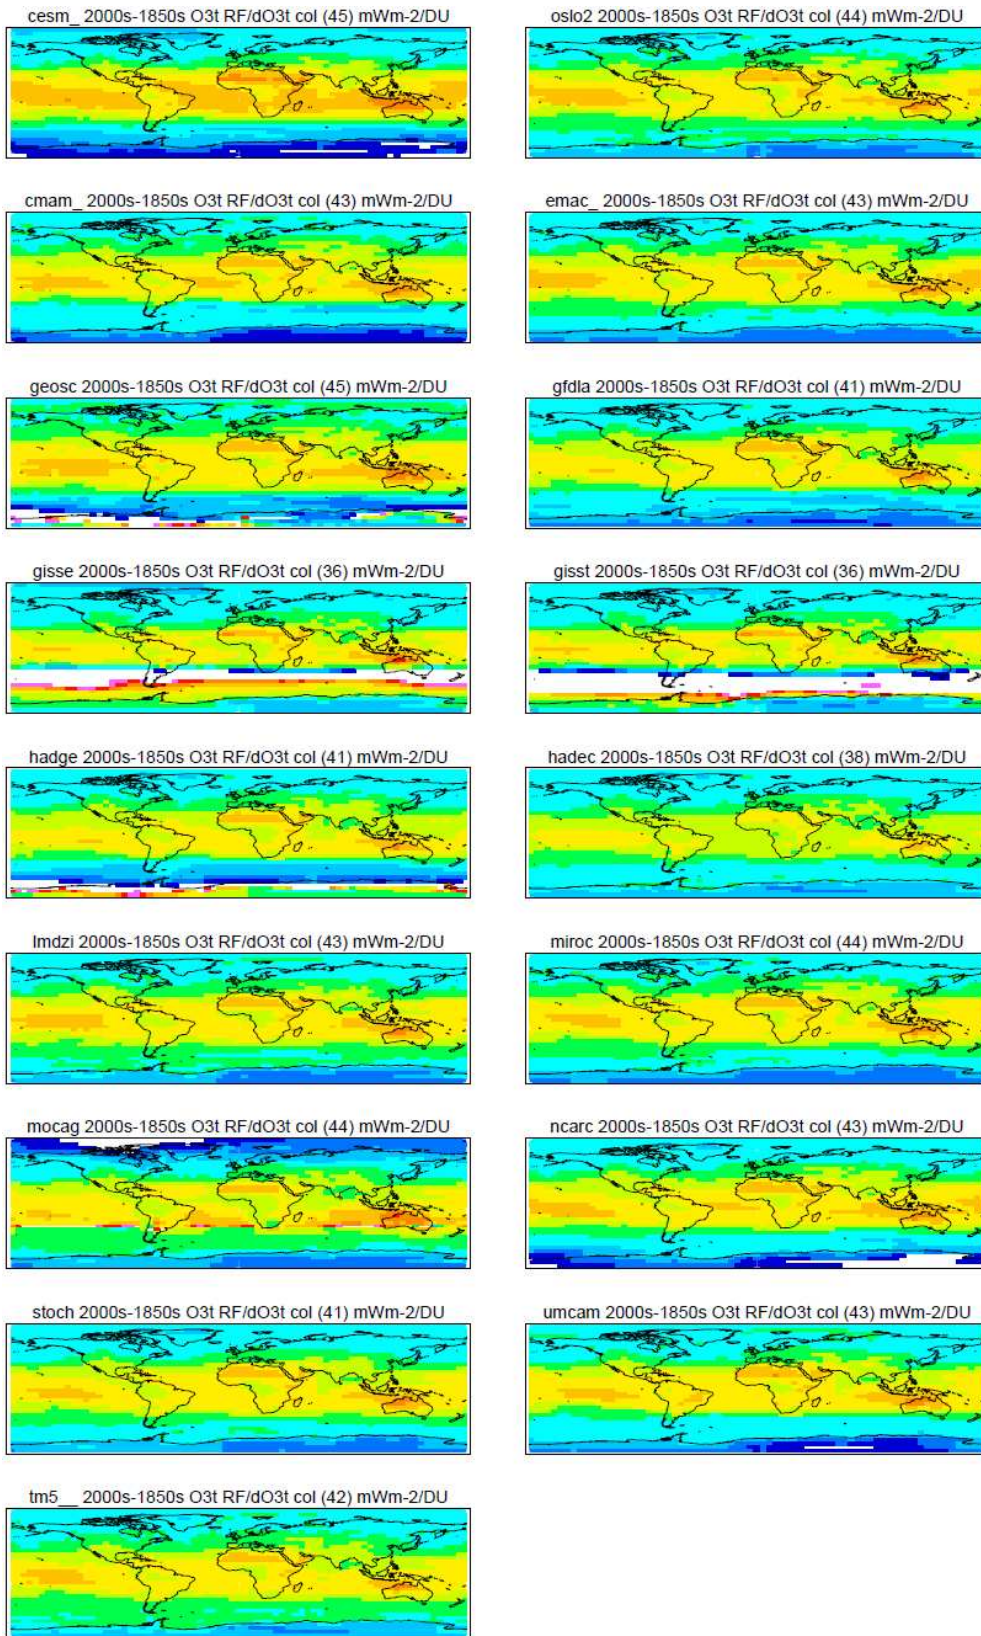 cesm_ 2000s-1850s O3t RF/dO3t col (45) mWm-2/DU
oslo2 2000s-1850s O3t RF/dO3t col (44) mWm-2/DU
cmam_ 2000s-1850s O3t RF/dO3t col (43) mWm-2/DU
emac_ 2000s-1850s O3t RF/dO3t col (43) mWm-2/DU
geosc 2000s-1850s O3t RF/dO3t col (45) mWm-2/DU
gfdla 2000s-1850s O3t RF/dO3t col (41) mWm-2/DU
gisse 2000s-1850s O3t RF/dO3t col (36) mWm-2/DU
gisst 2000s-1850s O3t RF/dO3t col (36) mWm-2/DU
hadge 2000s-1850s O3t RF/dO3t col (41) mWm-2/DU
hadec 2000s-1850s O3t RF/dO3t col (38) mWm-2/DU
lmdzi 2000s-1850s O3t RF/dO3t col (43) mWm-2/DU
miroc 2000s-1850s O3t RF/dO3t col (44) mWm-2/DU
mocag 2000s-1850s O3t RF/dO3t col (44) mWm-2/DU
ncarc 2000s-1850s O3t RF/dO3t col (43) mWm-2/DU
stoch 2000s-1850s O3t RF/dO3t col (41) mWm-2/DU
umcam 2000s-1850s O3t RF/dO3t col (43) mWm-2/DU
tm5__ 2000s-1850s O3t RF/dO3t col (42) mWm-2/DU